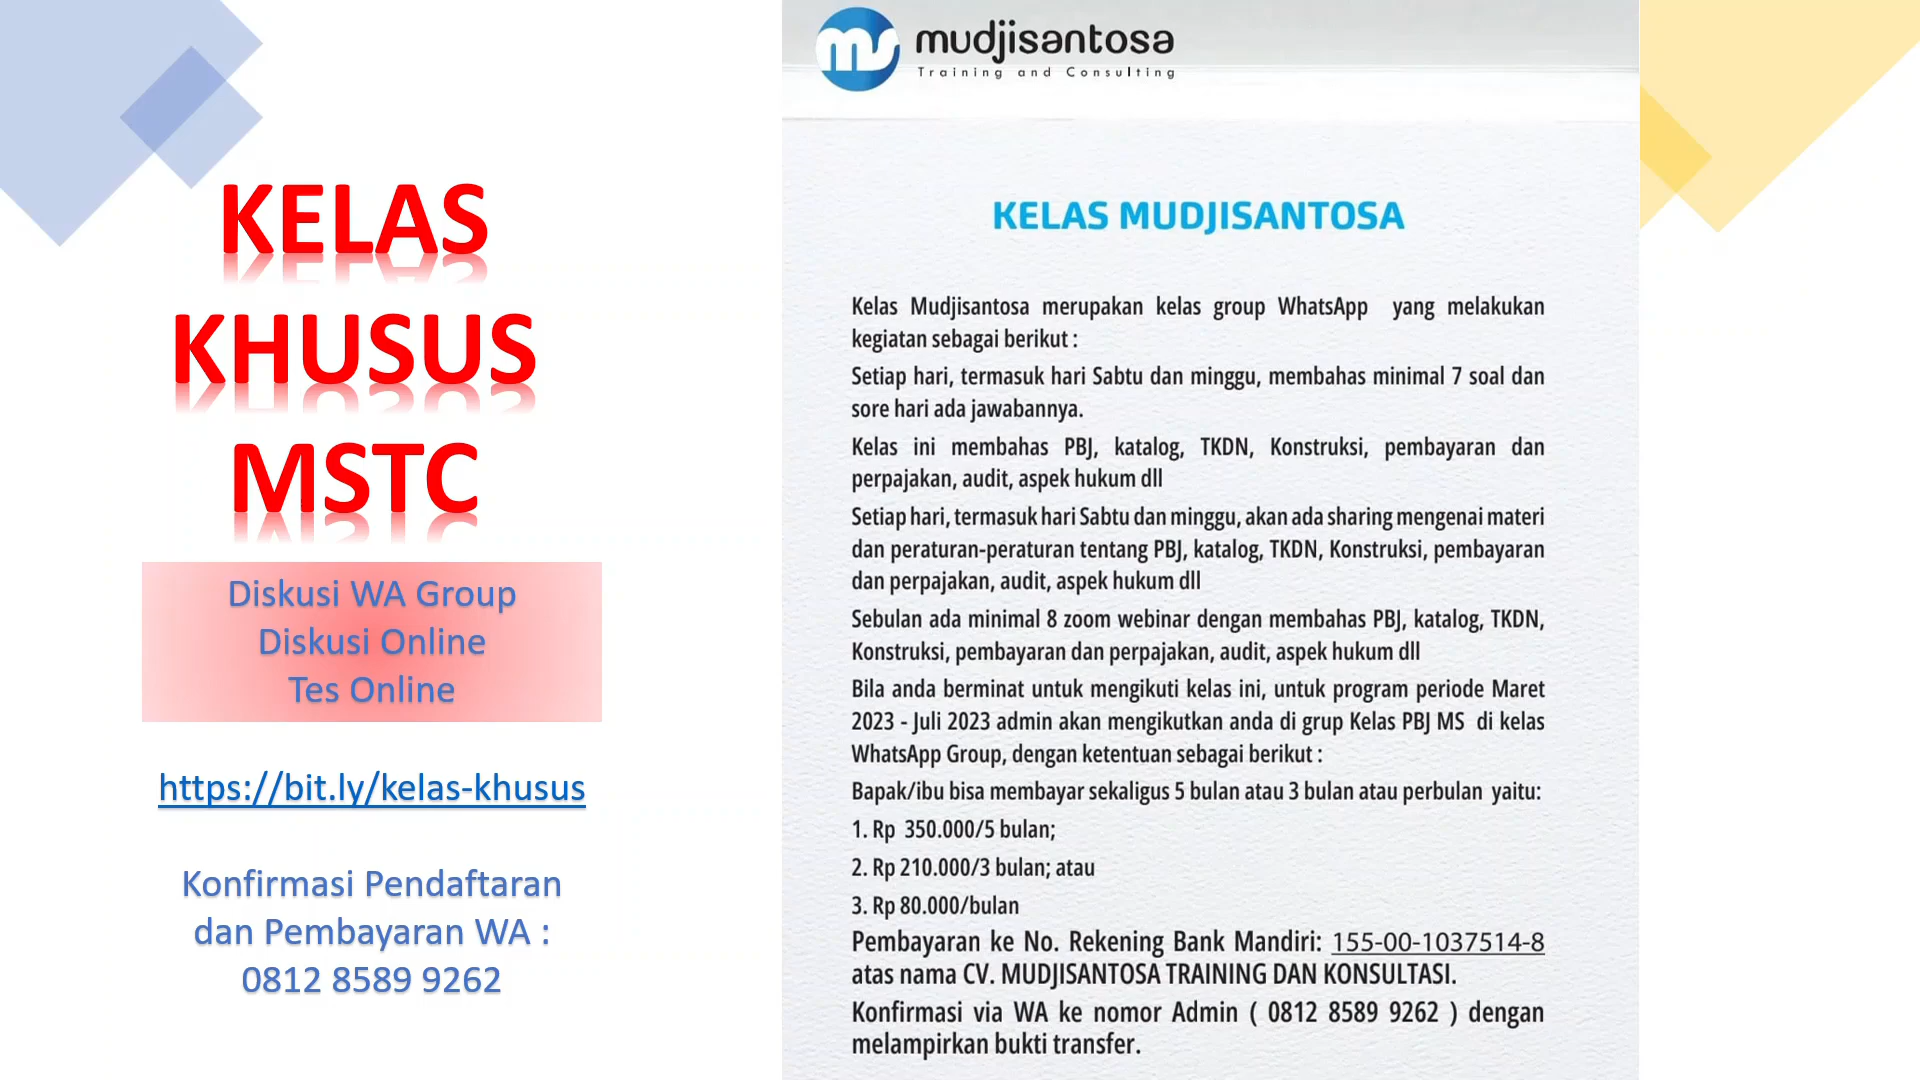 KELAS
KHUSUS
MSTC
Diskusi WA Group
Diskusi Online
Tes Online
https://bit.ly/kelas-khusus
Konfirmasi Pendaftaran
dan Pembayaran WA :
0812 8589 9262
ms
mudjisantosa
Training and Consulting
KELAS MUDJISANTOSA
Kelas Mudjisantosa merupakan kelas group WhatsApp yang melakukan
kegiatan sebagai berikut :
Setiap hari, termasuk hari Sabtu dan minggu, membahas minimal 7 soal dan
sore hari ada jawabannya.
Kelas ini membahas PBJ, katalog, TKDN, Konstruksi, pembayaran dan
perpajakan, audit, aspek hukum dll
Setiap hari, termasuk hari Sabtu dan minggu, akan ada sharing mengenai materi
dan peraturan-peraturan tentang PBJ, katalog, TKDN, Konstruksi, pembayaran
dan perpajakan, audit, aspek hukum dll
Sebulan ada minimal 8 zoom webinar dengan membahas PBJ, katalog, TKDN,
Konstruksi, pembayaran dan perpajakan, audit, aspek hukum dll
Bila anda berminat untuk mengikuti kelas ini, untuk program periode Maret
2023 - Juli 2023 admin akan mengikutkan anda di grup Kelas PBJ MS di kelas
WhatsApp Group, dengan ketentuan sebagai berikut :
Bapak/ibu bisa membayar sekaligus 5 bulan atau 3 bulan atau perbulan yaitu:
1. Rp 350.000/5 bulan;
2. Rp 210.000/3 bulan; atau
3. Rp 80.000/bulan
Pembayaran ke No. Rekening Bank Mandiri: 155-00-1037514-8
atas nama CV. MUDJISANTOSA TRAINING DAN KONSULTASI.
Konfirmasi via WA ke nomor Admin ( 0812 8589 9262 ) dengan
melampirkan bukti transfer.